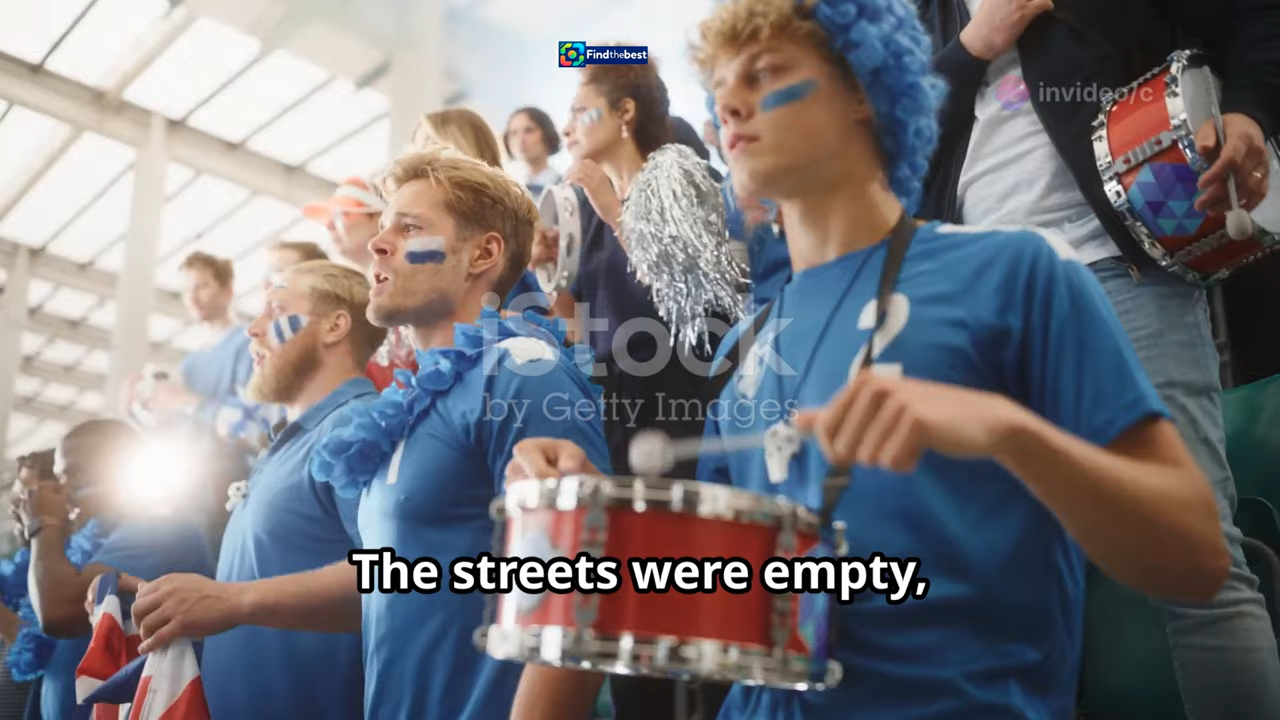 Findthebest
invideo/c
iStock
by Getty Images
The streets were empty,